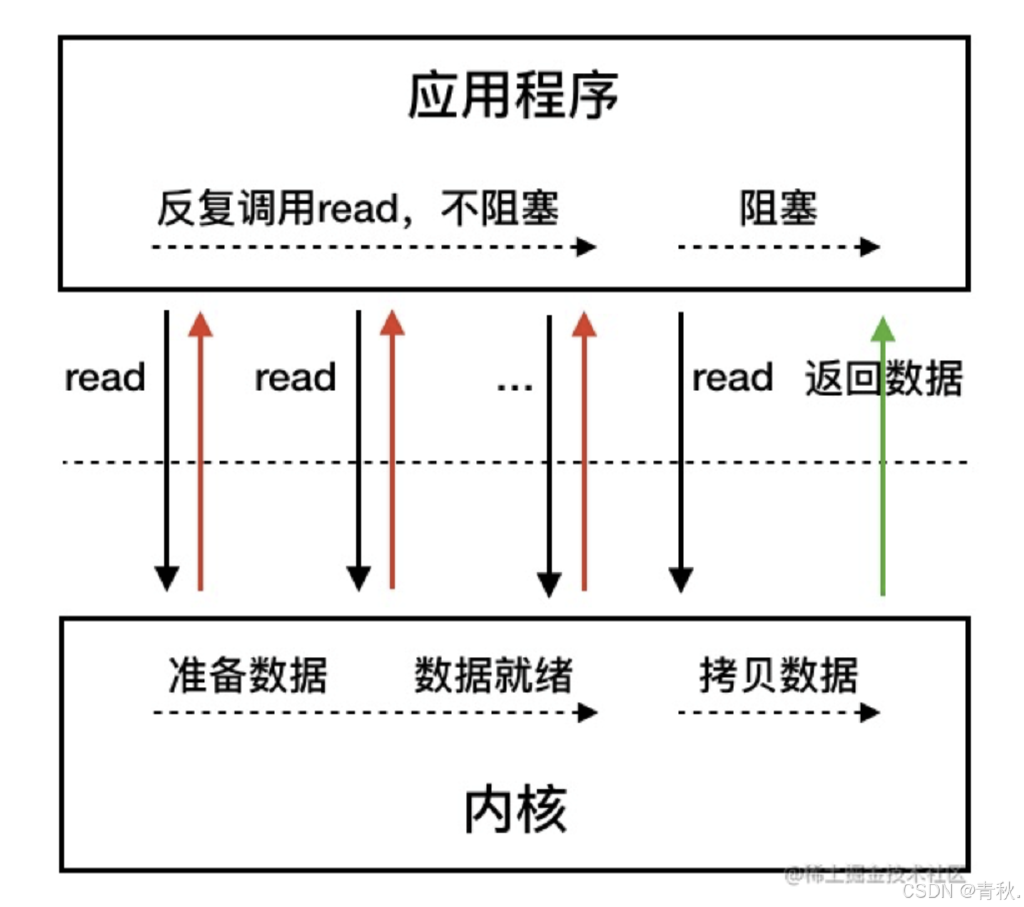 应用程序
反复调用read，不阻塞
阻塞
read
read
...
read
返回数据
准备数据
数据就绪
拷贝数据
内核
@稀土掘金技术社区
CSDN @青秋.